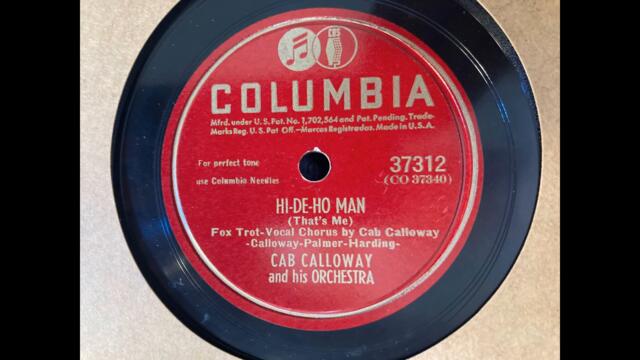 CBS
COLUMBIA
Mfrd. under U.S. Pat. No. 1,702,564 and Pat. Pending. Trade-
Marks Reg. U.S. Pat Off.—Marcas Registradas. Made in U.S.A.
For perfect tone
use Columbia Needles
37312
(CO 37340)
HI-DE-HO MAN
(That's Me)
Fox Trot-Vocal Chorus by Cab Calloway
-Calloway-Palmer-Harding-
CAB CALLOWAY
and his ORCHESTRA